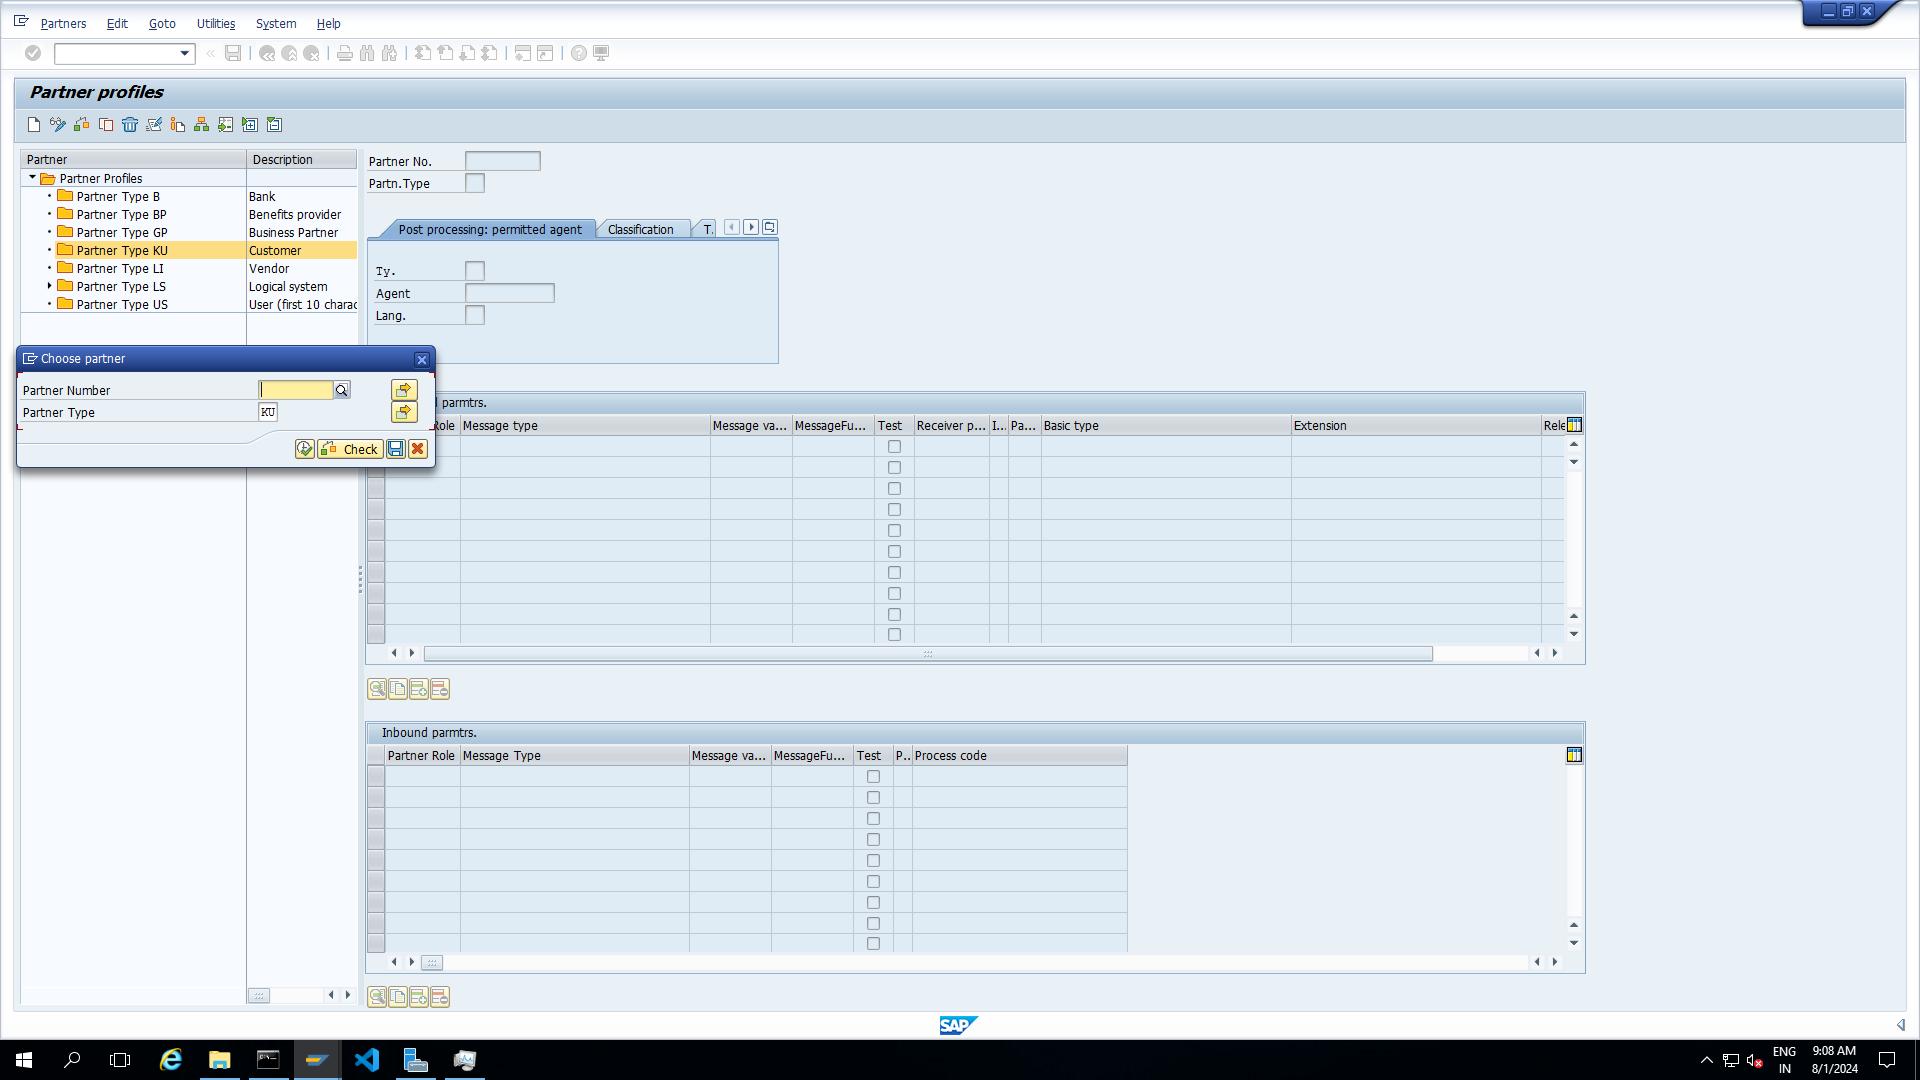 Partners Edit Goto Utilities System Help
Partner profiles
Partner Description
Partner Profiles
Partner Type B Bank
Partner Type BP Benefits provider
Partner Type GP Business Partner
Partner Type KU Customer
Partner Type LI Vendor
Partner Type LS Logical system
Partner Type US User (first 10 charac
Partner No.
Partn.Type
Post processing: permitted agent Classification T.
Ty.
Agent
Lang.
Choose partner
Partner Number
Partner Type KU
Check
parmtrs.
Role Message type Message va... MessageFu... Test Receiver p... I... Pa... Basic type Extension Rele
Inbound parmtrs.
Partner Role Message Type Message va... MessageFu... Test P.. Process code
SAP
ENG
IN
9:08 AM
8/1/2024